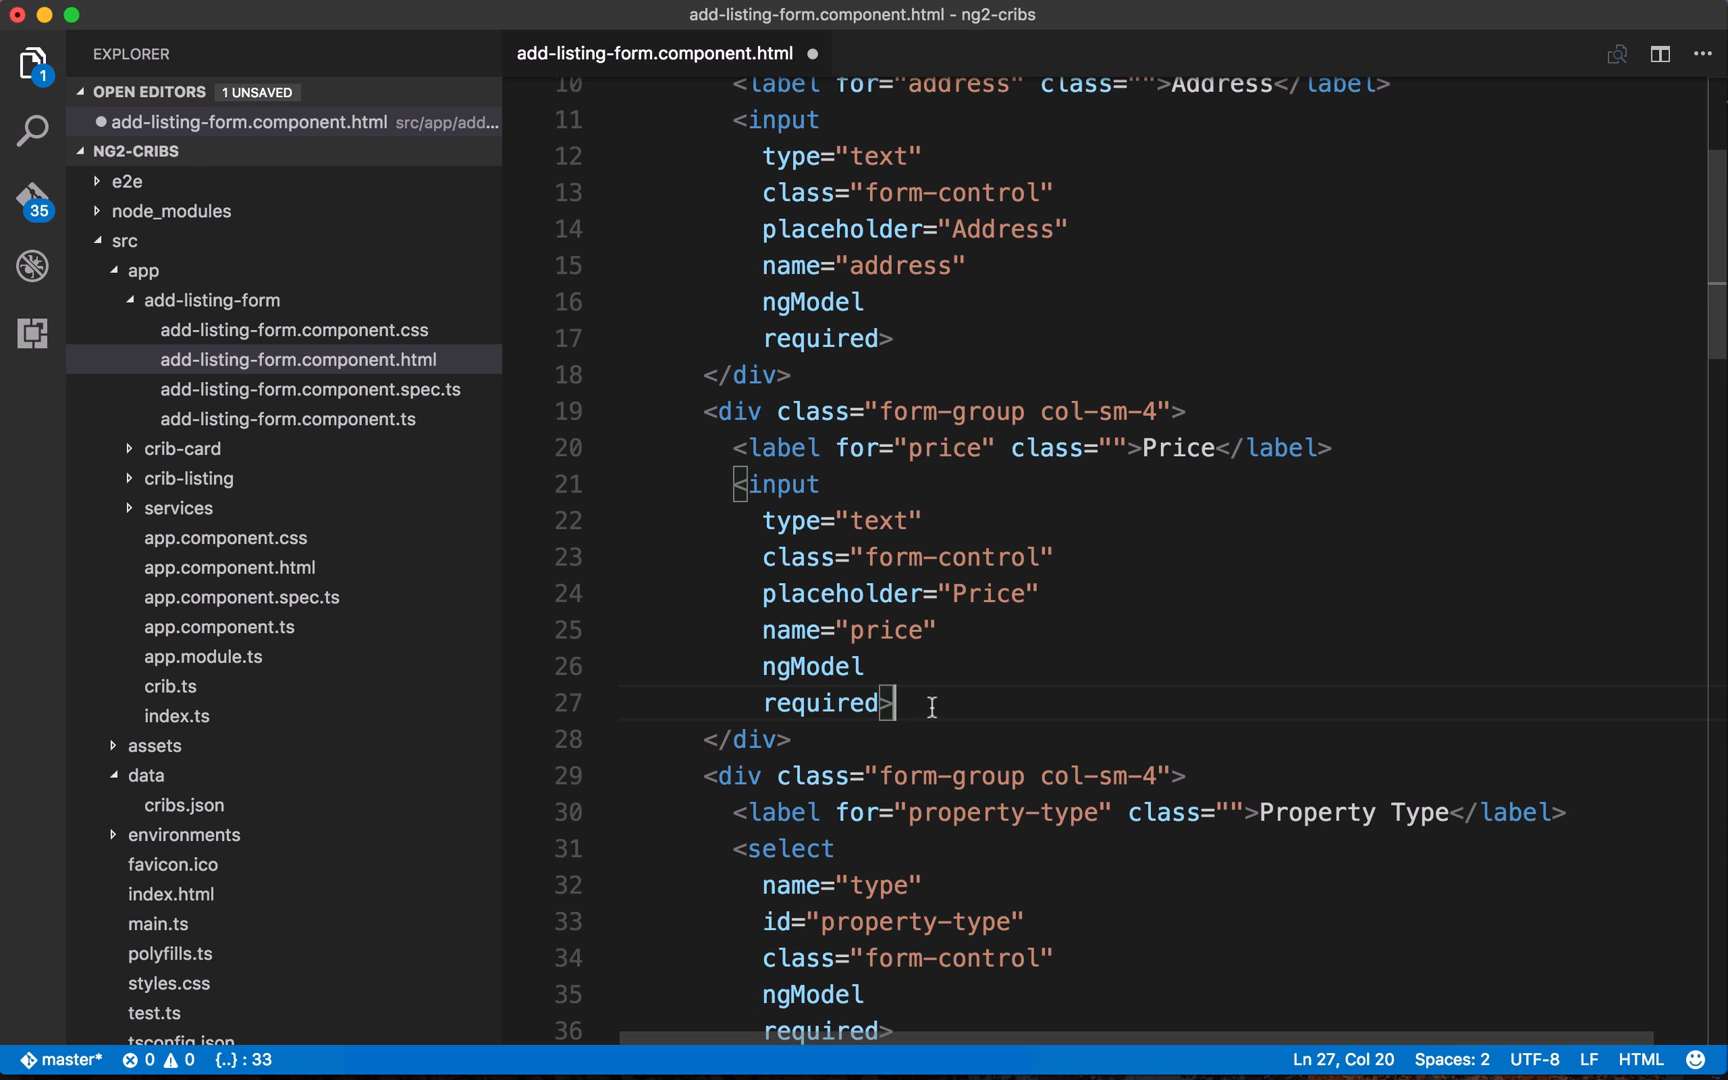 add-listing-form.component.html - ng2-cribs
EXPLORER
OPEN EDITORS 1 UNSAVED
add-listing-form.component.html src/app/add...
NG2-CRIBS
e2e
node_modules
src
app
add-listing-form
add-listing-form.component.css
add-listing-form.component.html
add-listing-form.component.spec.ts
add-listing-form.component.ts
crib-card
crib-listing
services
app.component.css
app.component.html
app.component.spec.ts
app.component.ts
app.module.ts
crib.ts
index.ts
assets
data
cribs.json
environments
favicon.ico
index.html
main.ts
polyfills.ts
styles.css
test.ts
tsconfig.json
1
35
add-listing-form.component.html
10 <label for="address" class="">Address</label>
11 <input
12 type="text"
13 class="form-control"
14 placeholder="Address"
15 name="address"
16 ngModel
17 required>
18 </div>
19 <div class="form-group col-sm-4">
20 <label for="price" class="">Price</label>
21 <input
22 type="text"
23 class="form-control"
24 placeholder="Price"
25 name="price"
26 ngModel
27 required>
28 </div>
29 <div class="form-group col-sm-4">
30 <label for="property-type" class="">Property Type</label>
31 <select
32 name="type"
33 id="property-type"
34 class="form-control"
35 ngModel
36 required>
master* 0 0 {..} : 33 Ln 27, Col 20 Spaces: 2 UTF-8 LF HTML